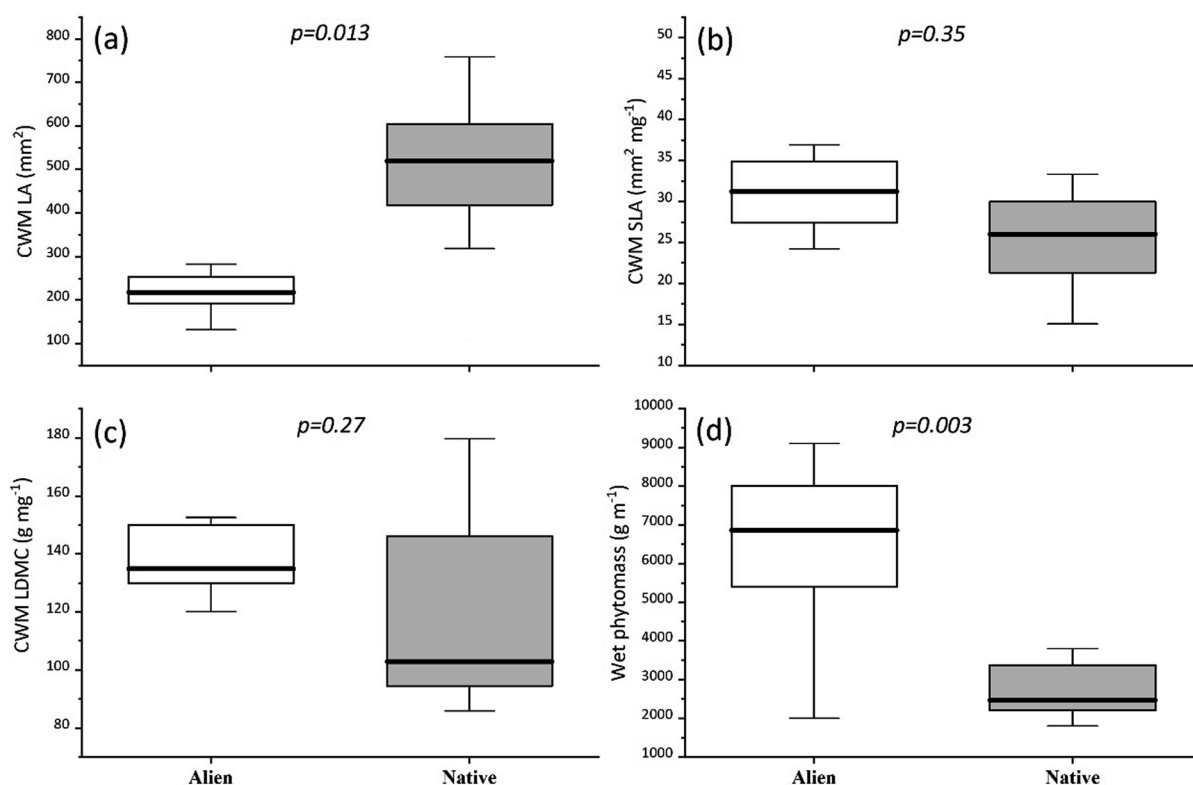 (a)
p=0.013
CWM LA (mm²)
800
700
600
500
400
300
200
100
(b)
p=0.35
CWM SLA (mm² mg⁻¹)
50
45
40
35
30
25
20
15
10
(c)
p=0.27
CWM LDMC (g mg⁻¹)
180
160
140
120
100
80
Alien
Native
(d)
p=0.003
Wet phytomass (g m⁻¹)
10000
9000
8000
7000
6000
5000
4000
3000
2000
1000
Alien
Native